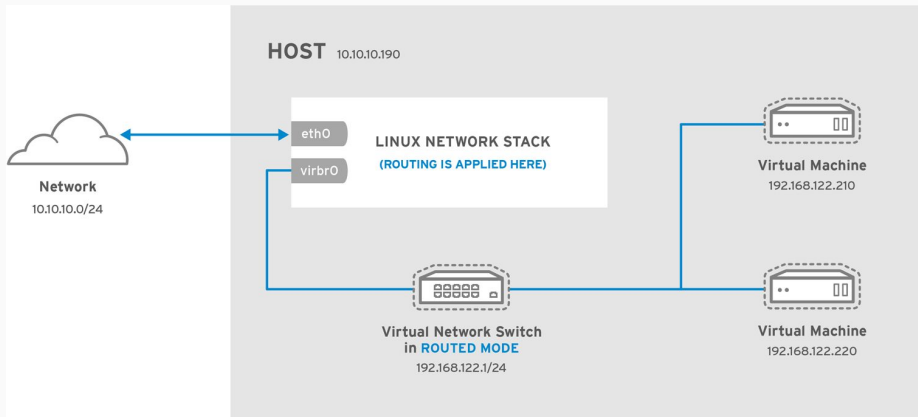 HOST 10.10.10.190
eth0
LINUX NETWORK STACK
(ROUTING IS APPLIED HERE)
virbr0
Network
10.10.10.0/24
Virtual Machine
192.168.122.210
Virtual Network Switch
in ROUTED MODE
192.168.122.1/24
Virtual Machine
192.168.122.220